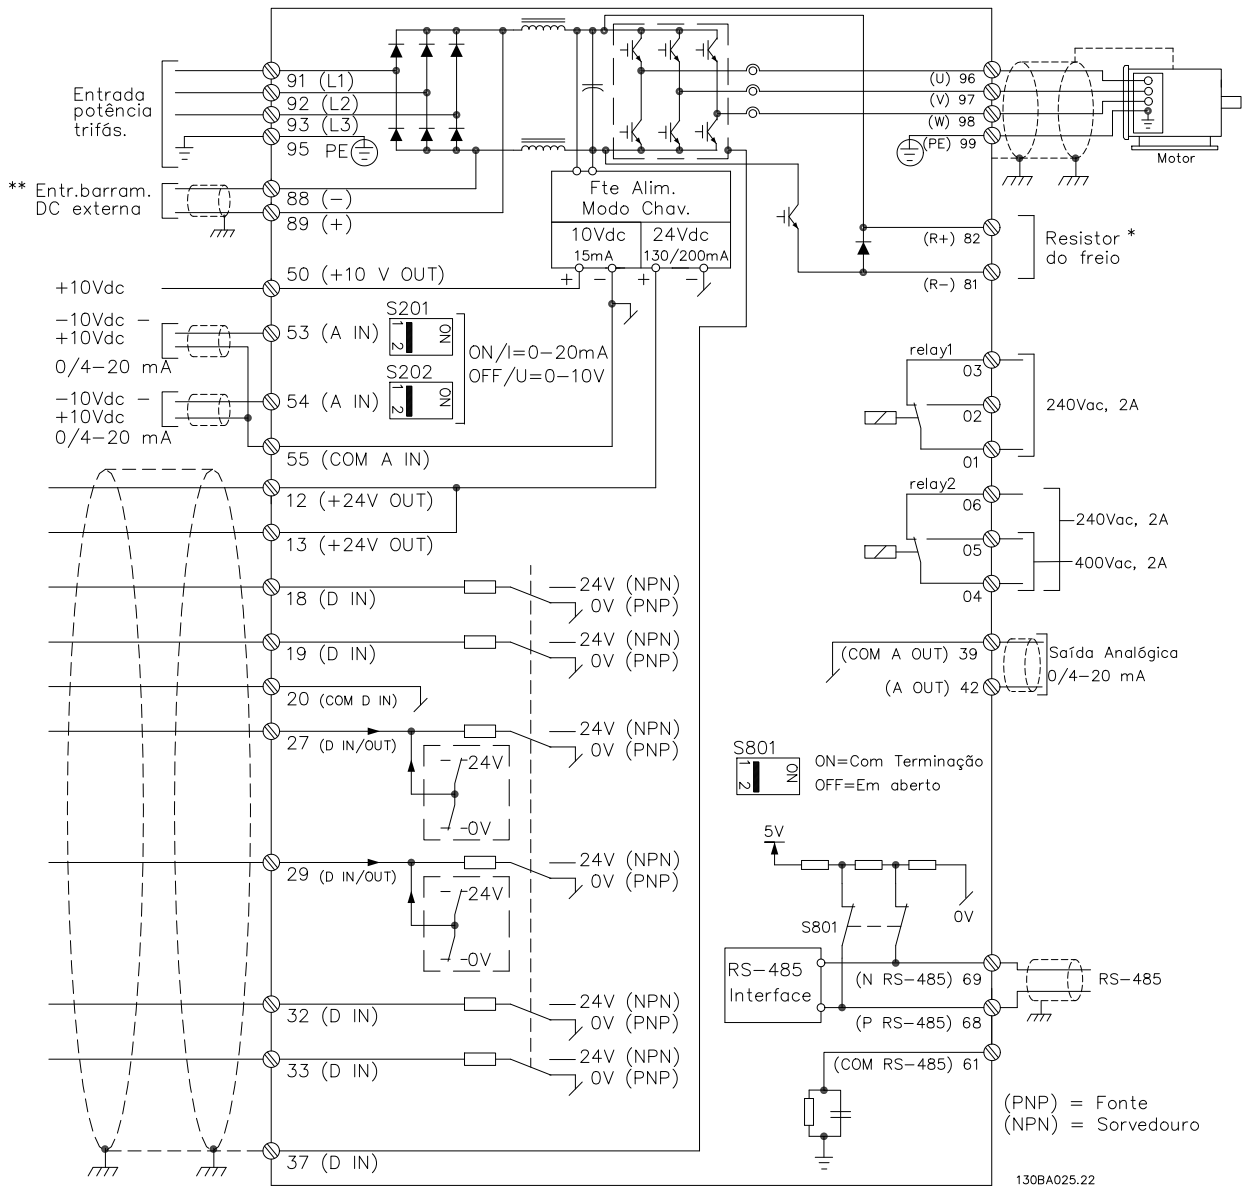 Entrada
potência
trifás.
91 (L1)
92 (L2)
93 (L3)
95 PE
** Entr.barram.
DC externa
88 (−)
89 (+)
50 (+10 V OUT)
+10Vdc
−10Vdc −
+10Vdc
0/4−20 mA
53 (A IN)
−10Vdc −
+10Vdc
0/4−20 mA
54 (A IN)
55 (COM A IN)
12 (+24V OUT)
13 (+24V OUT)
18 (D IN)
19 (D IN)
20 (COM D IN)
27 (D IN/OUT)
29 (D IN/OUT)
32 (D IN)
33 (D IN)
37 (D IN)
S201
1 2
ON
S202
1 2
ON
ON/I=0−20mA
OFF/U=0−10V
Fte Alim.
Modo Chav.
10Vdc
15mA
24Vdc
130/200mA
+ − + −
24V (NPN)
0V (PNP)
24V (NPN)
0V (PNP)
24V (NPN)
0V (PNP)
24V
0V
24V (NPN)
0V (PNP)
24V
0V
24V (NPN)
0V (PNP)
24V (NPN)
0V (PNP)
(U) 96
(V) 97
(W) 98
(PE) 99
Motor
(R+) 82
(R−) 81
Resistor *
do freio
relay1
03
02
01
240Vac, 2A
relay2
06
05
04
240Vac, 2A
400Vac, 2A
(COM A OUT) 39
(A OUT) 42
Saída Analógica
0/4−20 mA
S801
1 2
ON
ON=Com Terminação
OFF=Em aberto
5V
0V
S801
RS−485
Interface
(N RS−485) 69
(P RS−485) 68
RS−485
(COM RS−485) 61
(PNP) = Fonte
(NPN) = Sorvedouro
130BA025.22